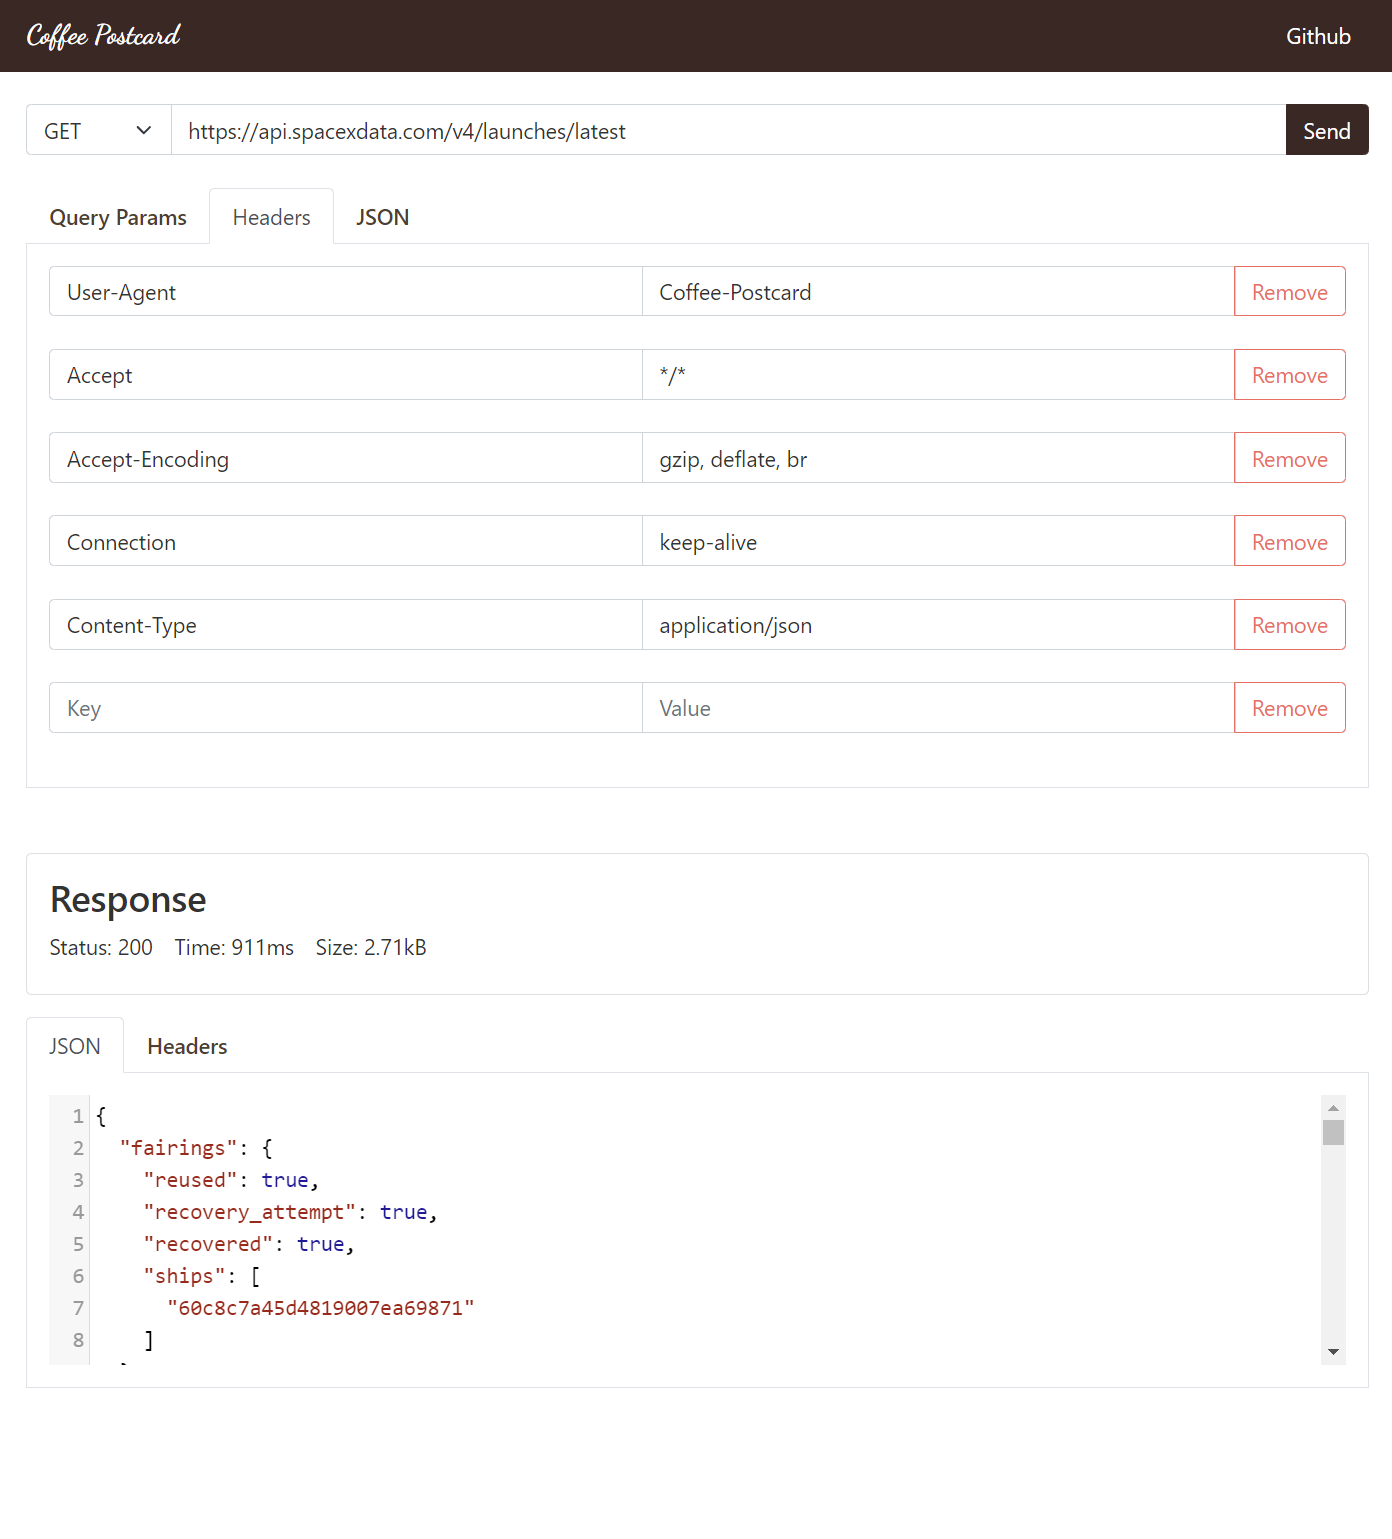 Coffee Postcard Github
GET https://api.spacexdata.com/v4/launches/latest Send
Query Params Headers JSON
User-Agent Coffee-Postcard Remove
Accept */* Remove
Accept-Encoding gzip, deflate, br Remove
Connection keep-alive Remove
Content-Type application/json Remove
Key Value Remove
Response
Status: 200 Time: 911ms Size: 2.71kB
JSON Headers
1 {
2 "fairings": {
3 "reused": true,
4 "recovery_attempt": true,
5 "recovered": true,
6 "ships": [
7 "60c8c7a45d4819007ea69871"
8 ]